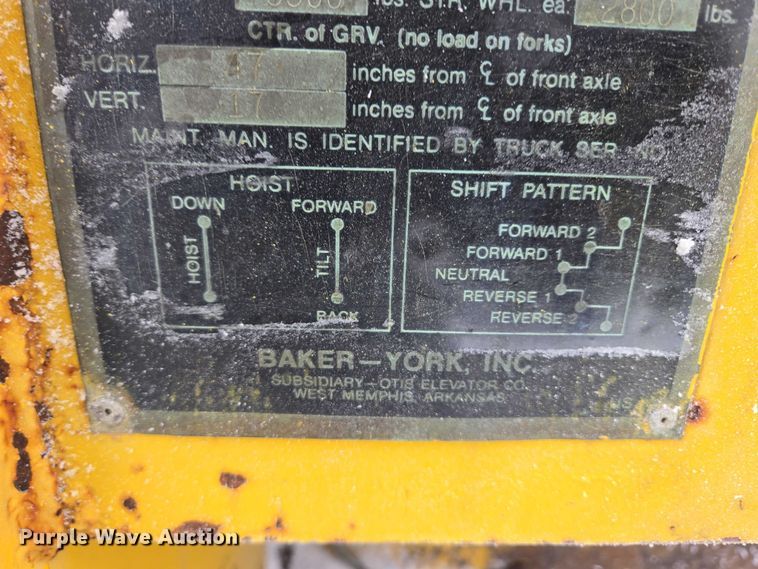 lbs. STR. WHL. ea. 2800 lbs.
CTR. of GRV. (no load on forks)
HORIZ. 47 inches from ℄ of front axle
VERT. 17 inches from ℄ of front axle
MAINT. MAN. IS IDENTIFIED BY TRUCK SER. NO.
HOIST
DOWN FORWARD
HOIST TILT
BACK
SHIFT PATTERN
FORWARD 2
FORWARD 1
NEUTRAL
REVERSE 1
REVERSE 2
BAKER—YORK, INC.
SUBSIDIARY—OTIS ELEVATOR CO.
WEST MEMPHIS, ARKANSAS
Purple Wave Auction